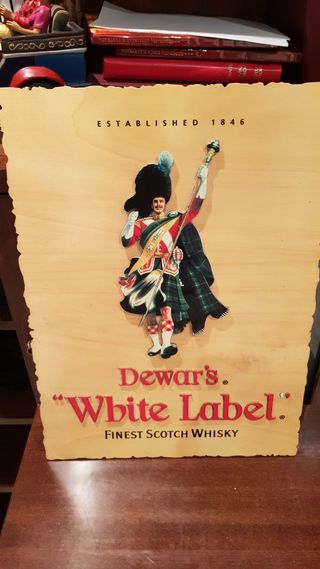 ESTABLISHED 1846
Dewar's®
"White Label"®
FINEST SCOTCH WHISKY